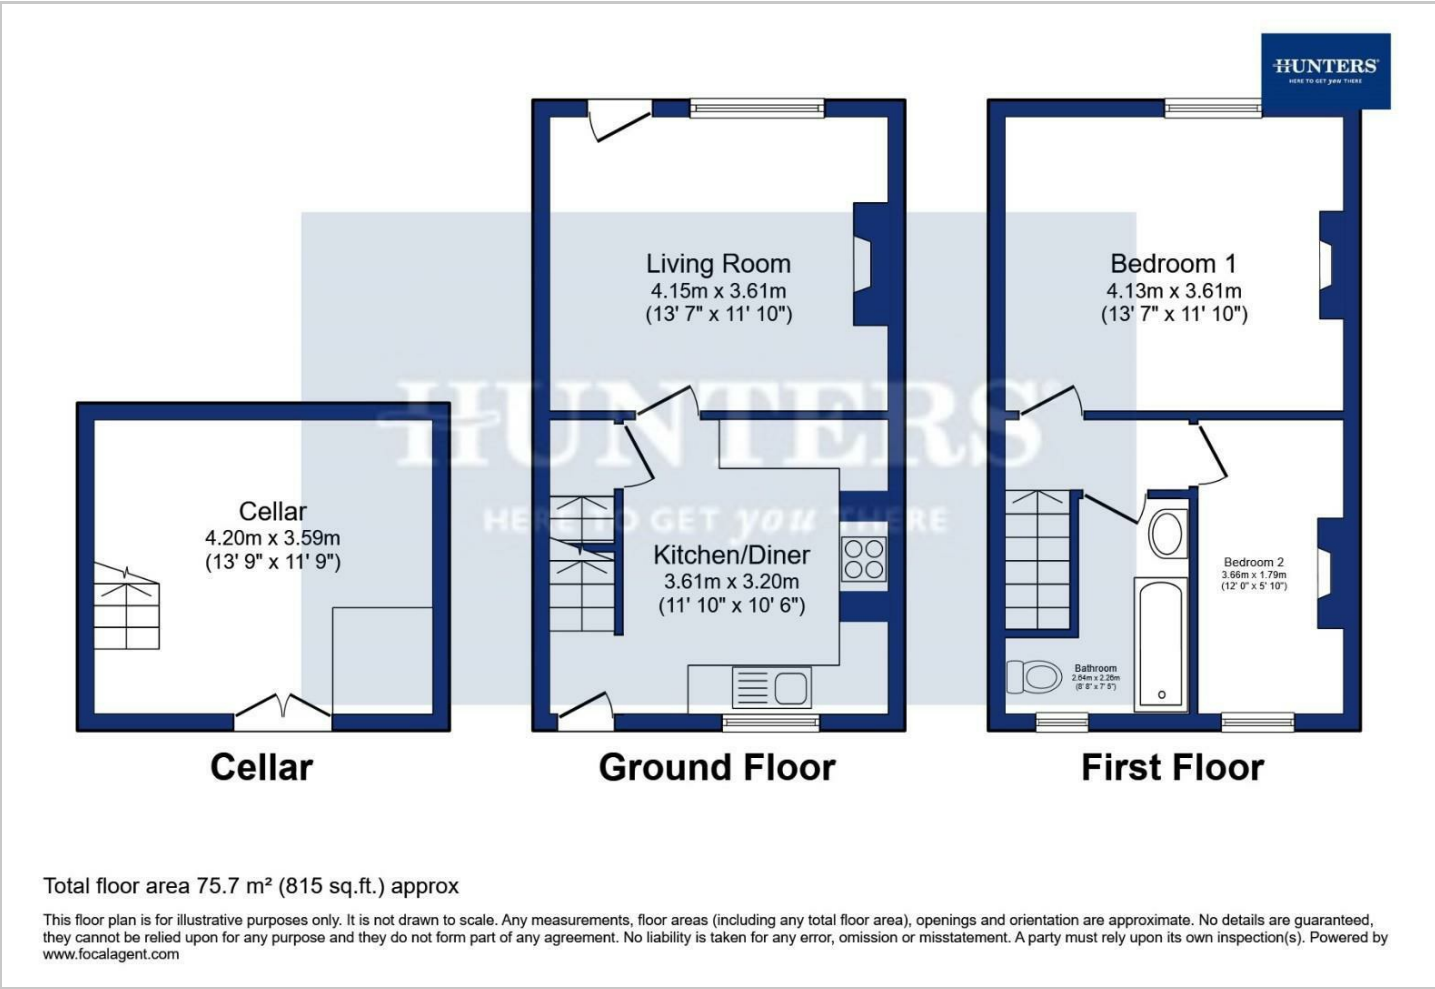 HUNTERS
HERE TO GET you THERE
Living Room
4.15m x 3.61m
(13' 7" x 11' 10")
Bedroom 1
4.13m x 3.61m
(13' 7" x 11' 10")
HUNTERS
HERE TO GET you THERE
Cellar
4.20m x 3.59m
(13' 9" x 11' 9")
Kitchen/Diner
3.61m x 3.20m
(11' 10" x 10' 6")
Bedroom 2
3.66m x 1.79m
(12' 0" x 5' 10")
Bathroom
2.64m x 2.26m
(8' 8" x 7' 5")
Cellar
Ground Floor
First Floor
Total floor area 75.7 m² (815 sq.ft.) approx
This floor plan is for illustrative purposes only. It is not drawn to scale. Any measurements, floor areas (including any total floor area), openings and orientation are approximate. No details are guaranteed,
they cannot be relied upon for any purpose and they do not form part of any agreement. No liability is taken for any error, omission or misstatement. A party must rely upon its own inspection(s). Powered by
www.focalagent.com